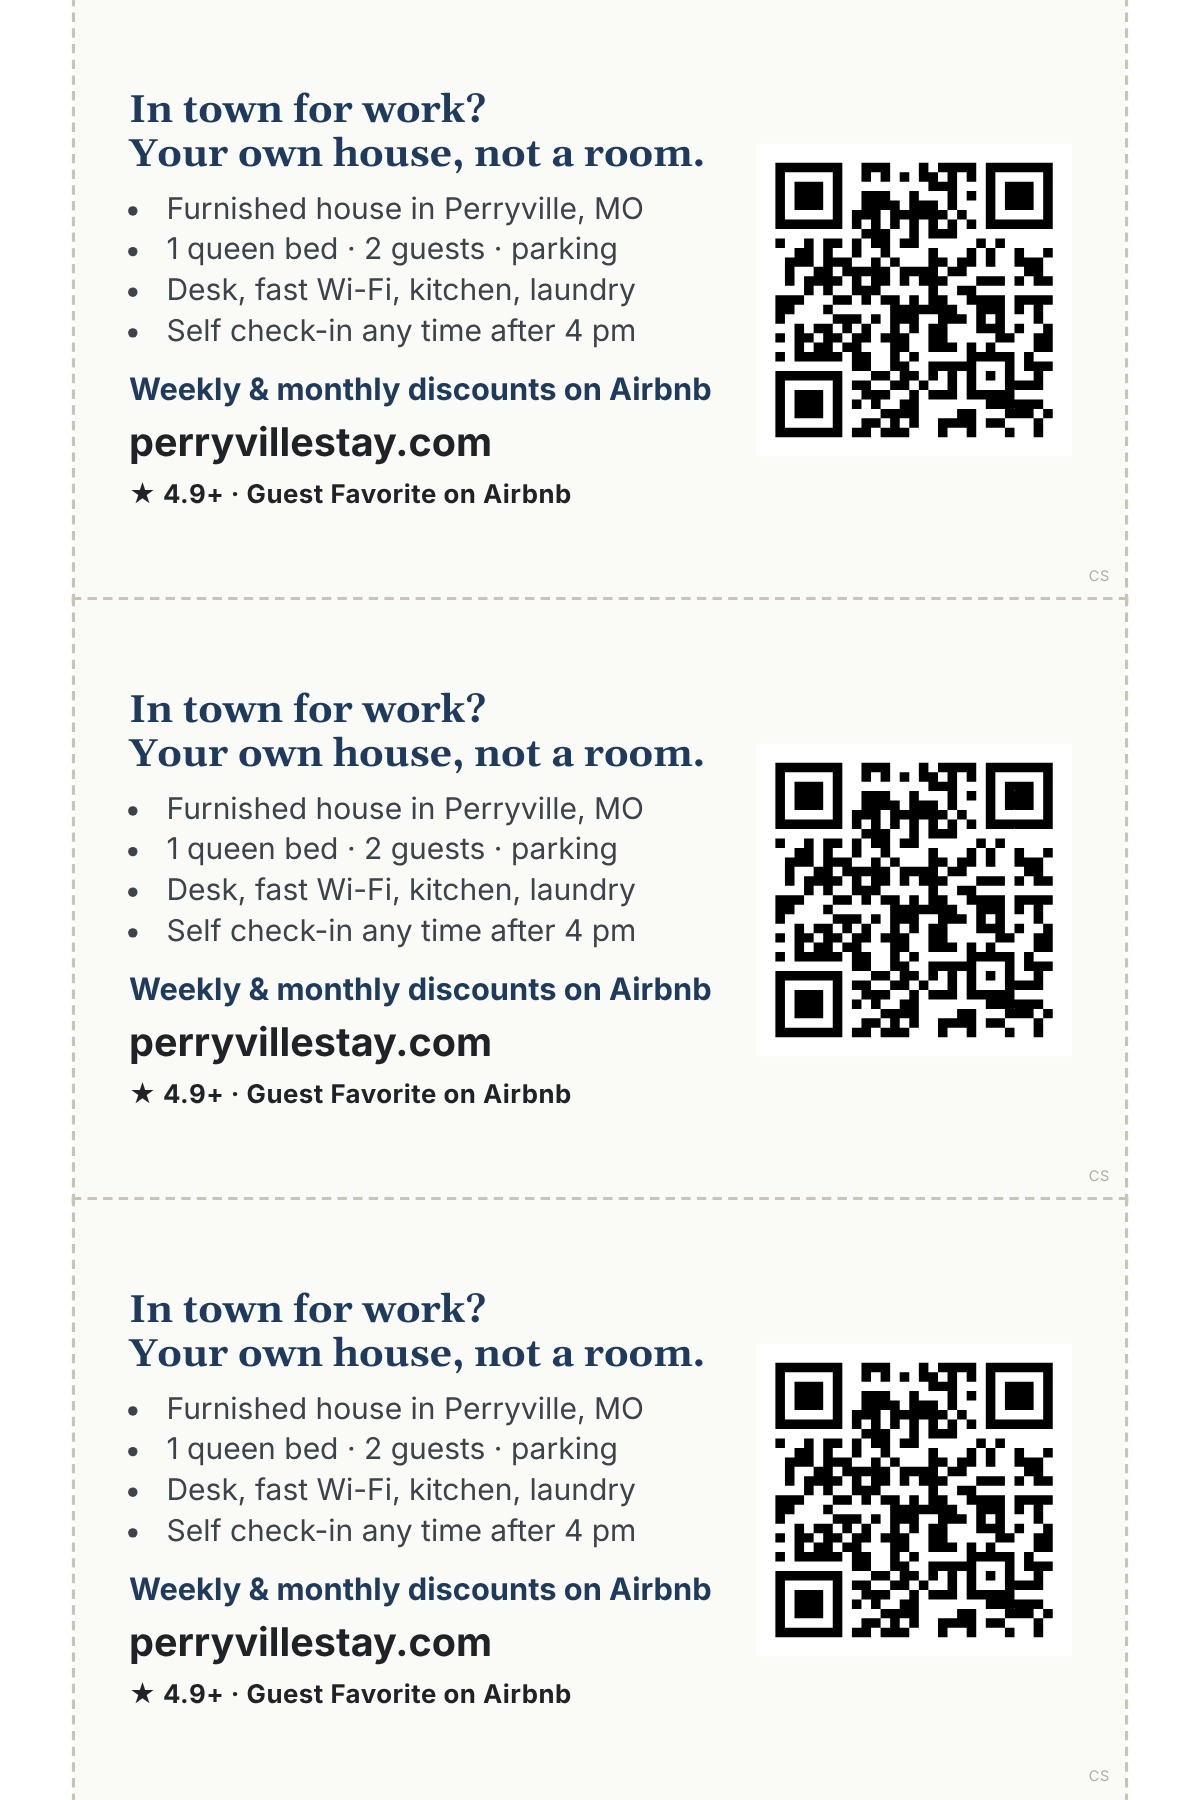 In town for work?
Your own house, not a room.
• Furnished house in Perryville, MO
• 1 queen bed · 2 guests · parking
• Desk, fast Wi-Fi, kitchen, laundry
• Self check-in any time after 4 pm
Weekly & monthly discounts on Airbnb
perryvillestay.com
★ 4.9+ · Guest Favorite on Airbnb
CS
In town for work?
Your own house, not a room.
• Furnished house in Perryville, MO
• 1 queen bed · 2 guests · parking
• Desk, fast Wi-Fi, kitchen, laundry
• Self check-in any time after 4 pm
Weekly & monthly discounts on Airbnb
perryvillestay.com
★ 4.9+ · Guest Favorite on Airbnb
CS
In town for work?
Your own house, not a room.
• Furnished house in Perryville, MO
• 1 queen bed · 2 guests · parking
• Desk, fast Wi-Fi, kitchen, laundry
• Self check-in any time after 4 pm
Weekly & monthly discounts on Airbnb
perryvillestay.com
★ 4.9+ · Guest Favorite on Airbnb
CS